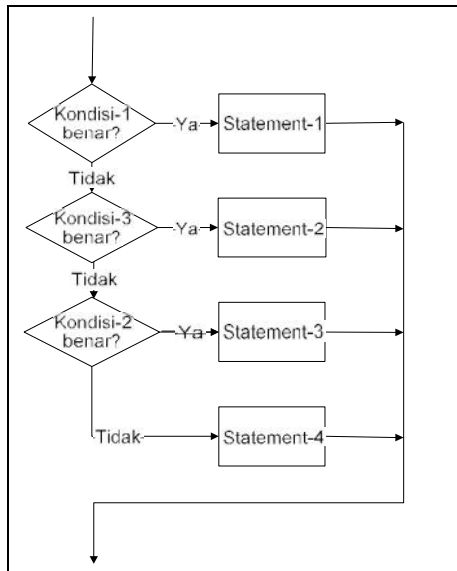 Kondisi-1
benar?
Ya
Statement-1
Tidak
Kondisi-3
benar?
Ya
Statement-2
Tidak
Kondisi-2
benar?
Ya
Statement-3
Tidak
Statement-4